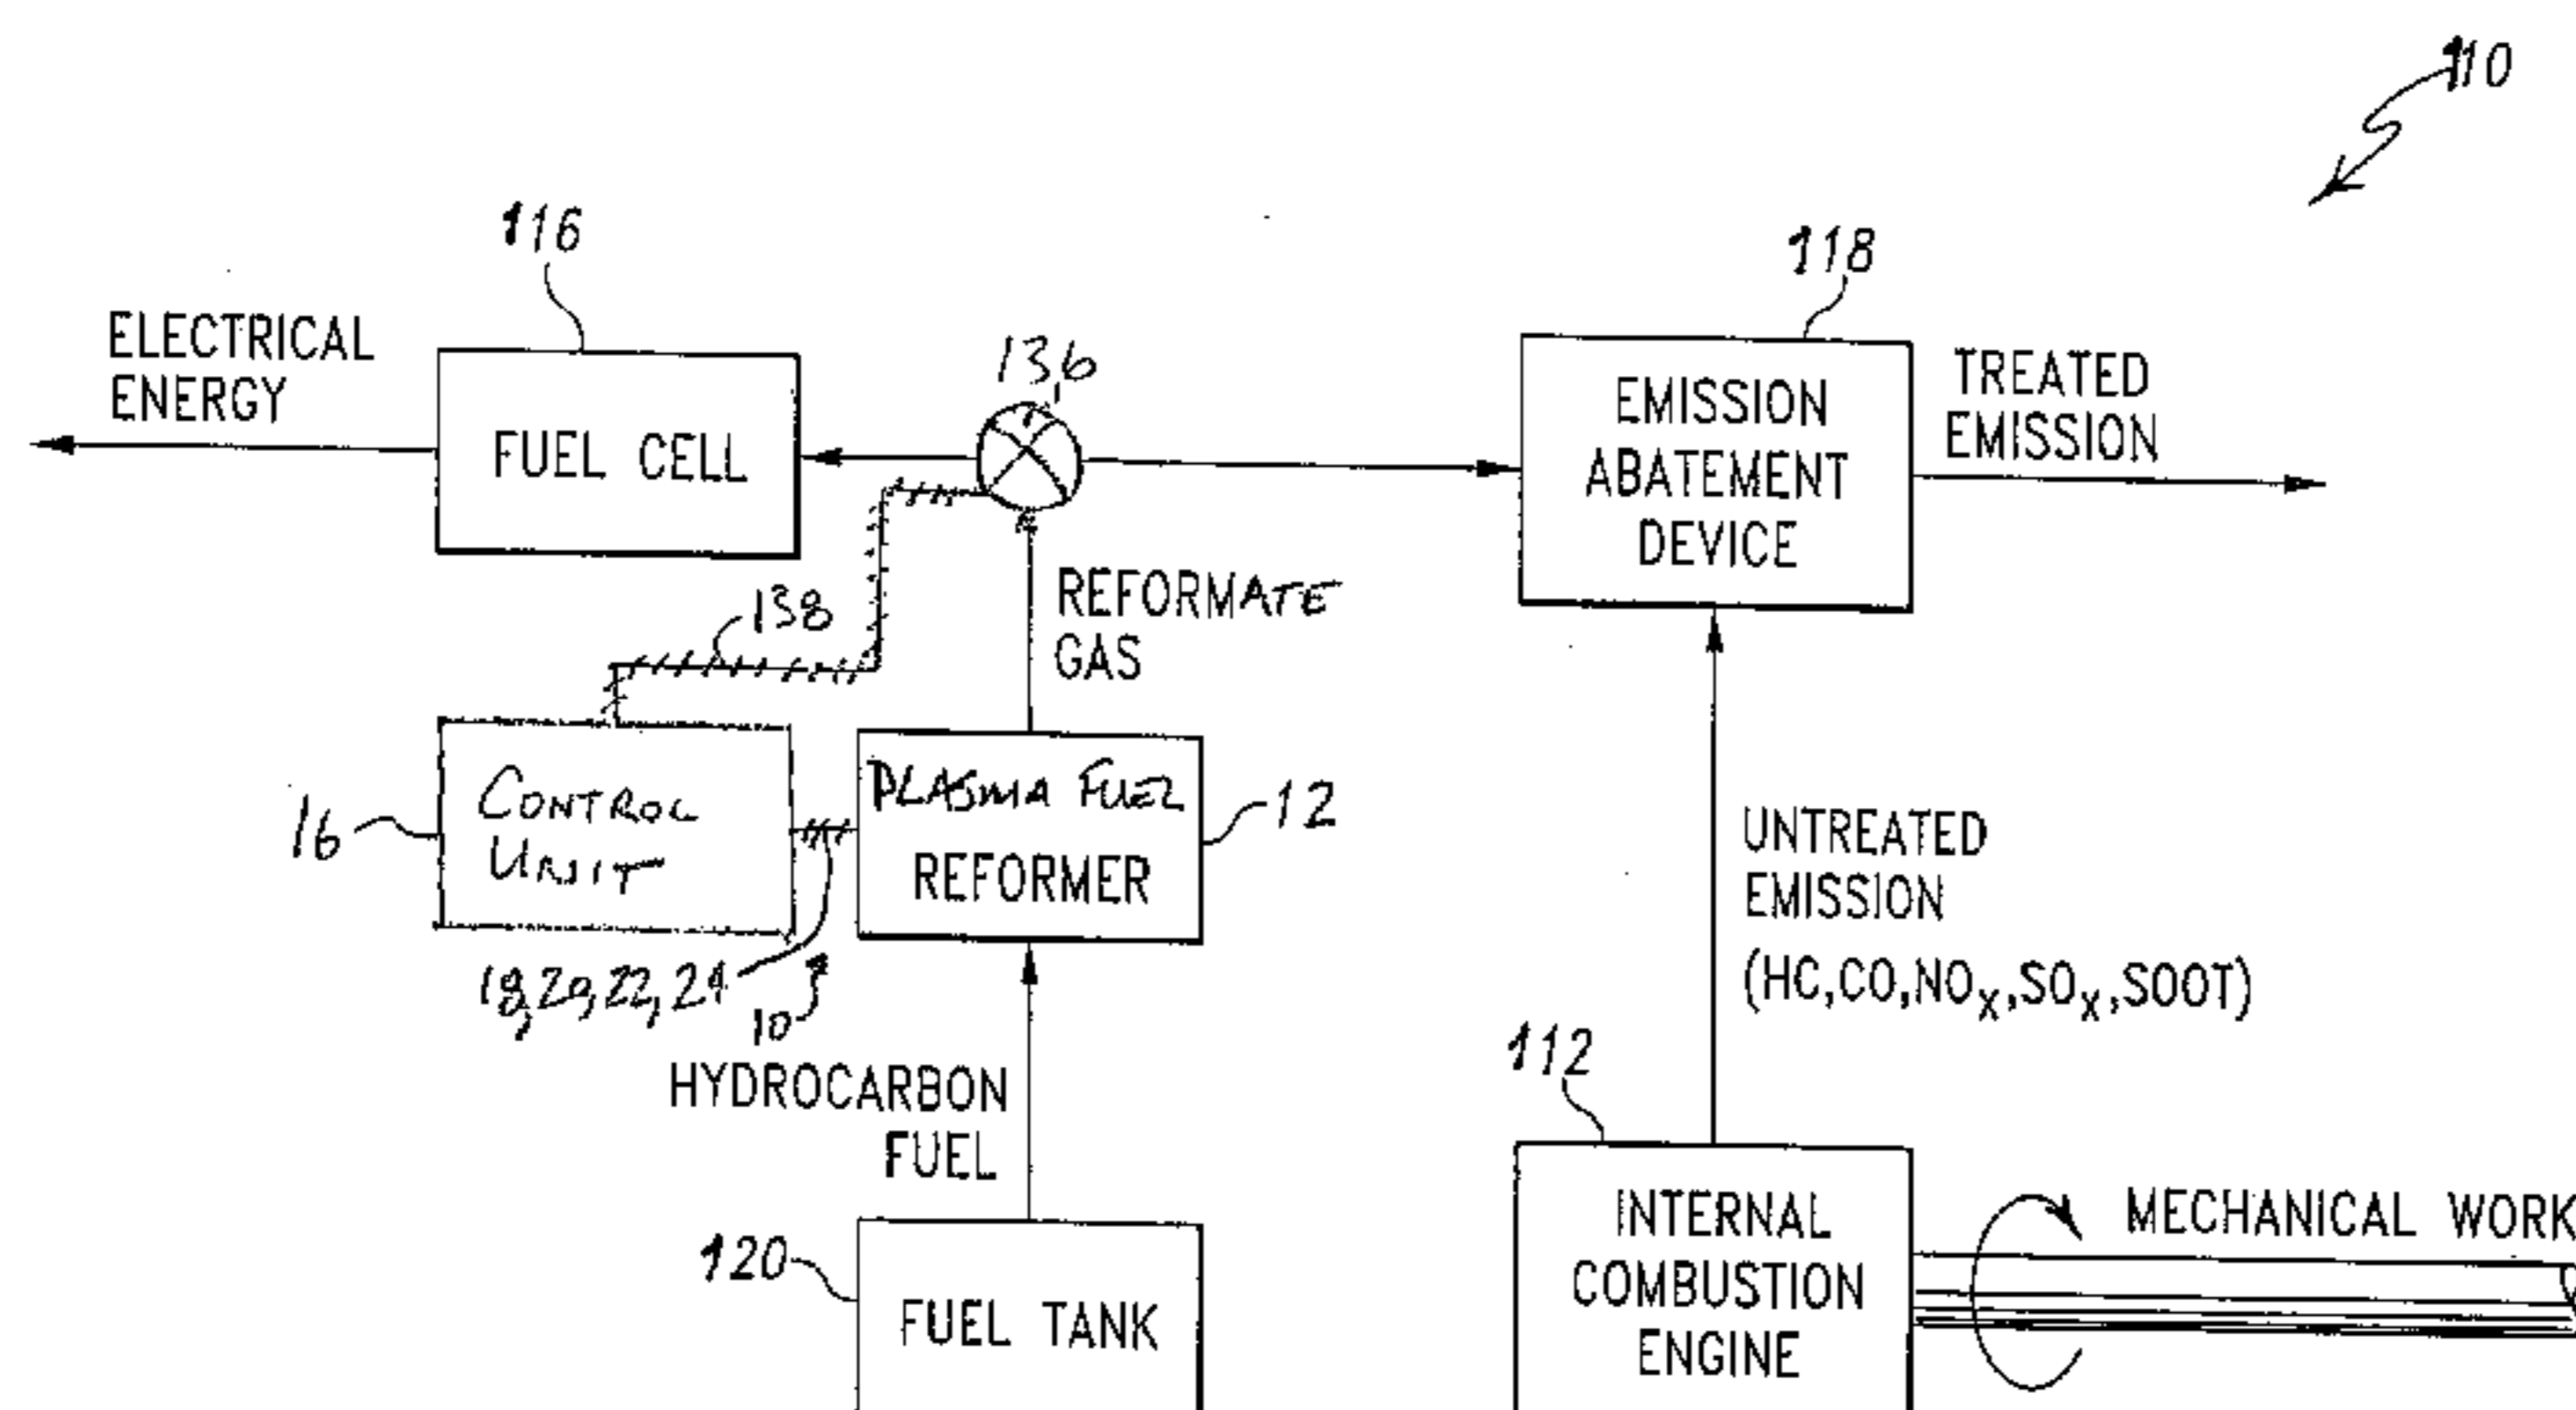 110
116
118
ELECTRICAL
ENERGY
FUEL CELL
136
EMISSION
ABATEMENT
DEVICE
TREATED
EMISSION
138
REFORMATE
GAS
16
CONTROL
UNIT
PLASMA FUEL
REFORMER
12
18, 20, 22, 24
10
UNTREATED
EMISSION
(HC,CO,NOX,SOX,SOOT)
HYDROCARBON
FUEL
112
120
FUEL TANK
INTERNAL
COMBUSTION
ENGINE
MECHANICAL WORK